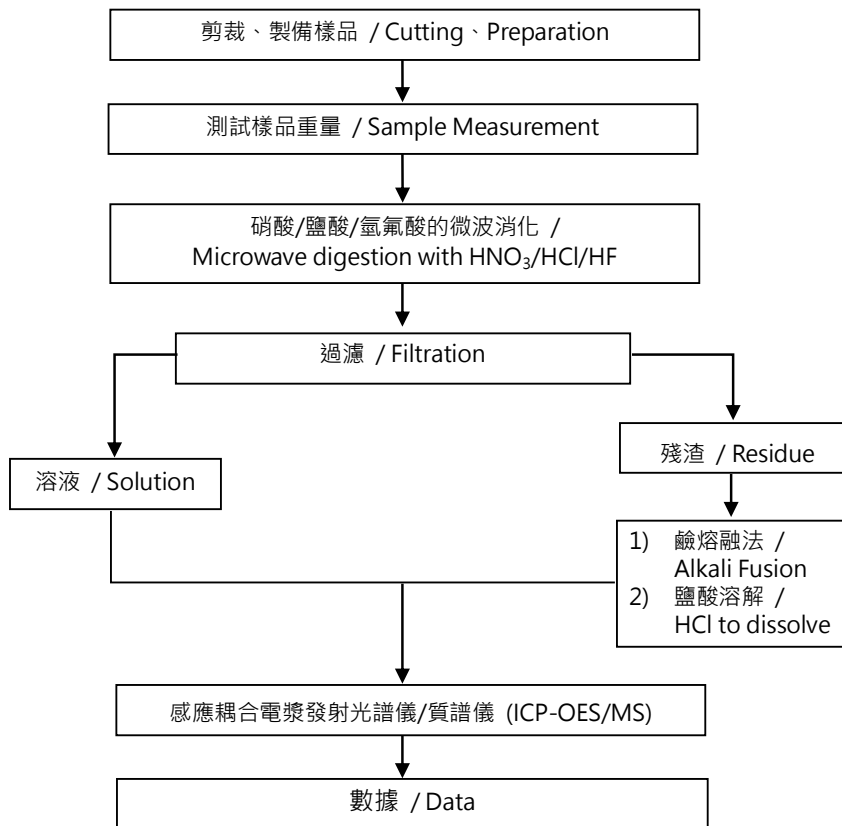 剪裁、製備樣品 / Cutting、Preparation
測試樣品重量 / Sample Measurement
硝酸/鹽酸/氫氟酸的微波消化 /
Microwave digestion with HNO₃/HCl/HF
過濾 / Filtration
溶液 / Solution
殘渣 / Residue
1) 鹼熔融法 /
Alkali Fusion
2) 鹽酸溶解 /
HCl to dissolve
感應耦合電漿發射光譜儀/質譜儀 (ICP-OES/MS)
數據 / Data